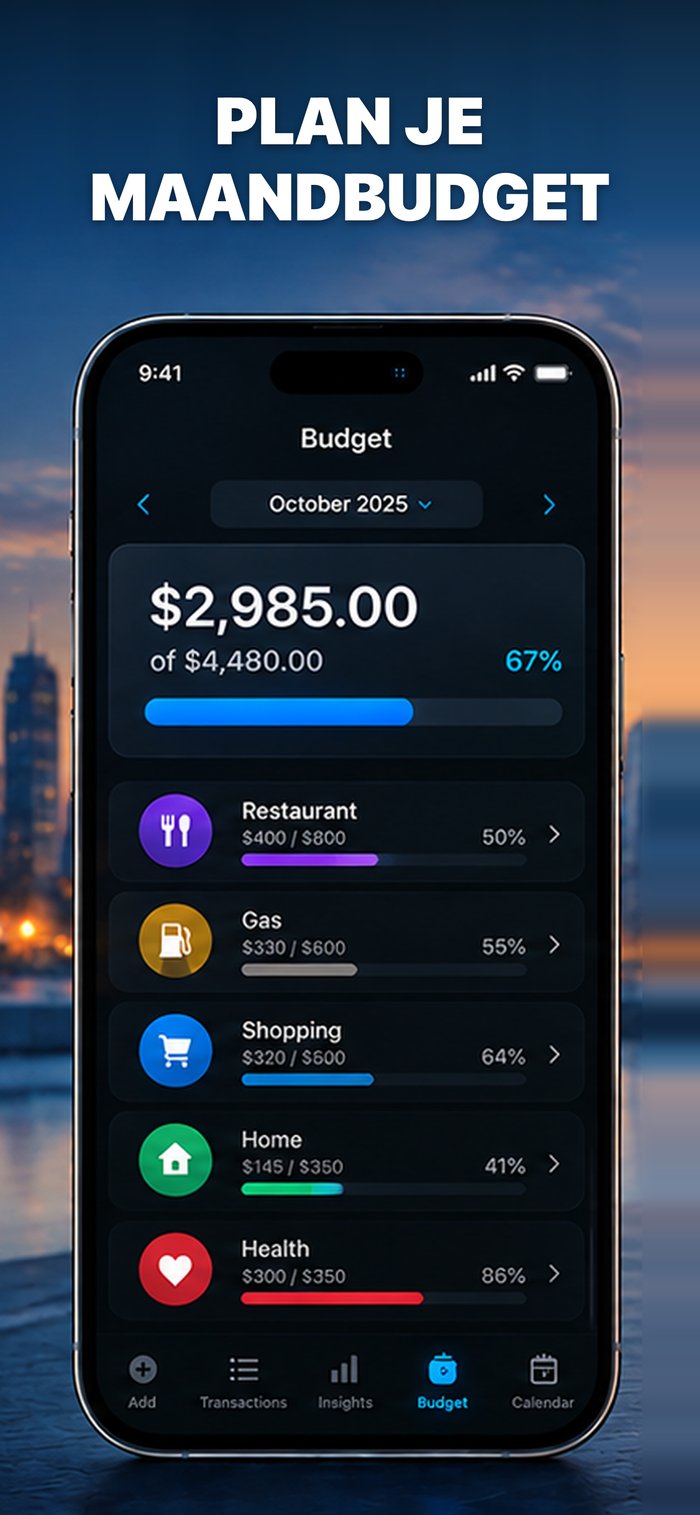 PLAN JE
MAANDBUDGET
9:41
Budget
October 2025
$2,985.00
of $4,480.00
67%
Restaurant
$400 / $800
50%
Gas
$330 / $600
55%
Shopping
$320 / $600
64%
Home
$145 / $350
41%
Health
$300 / $350
86%
Add
Transactions
Insights
Budget
Calendar